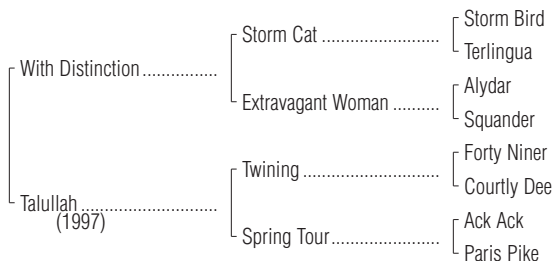 Storm Bird
Storm Cat ........................
Terlingua
With Distinction ...............
Alydar
Extravagant Woman ..........
Squander
Forty Niner
Twining ...........................
Courtly Dee
Talullah ...........................
(1997)
Ack Ack
Spring Tour .....................
Paris Pike